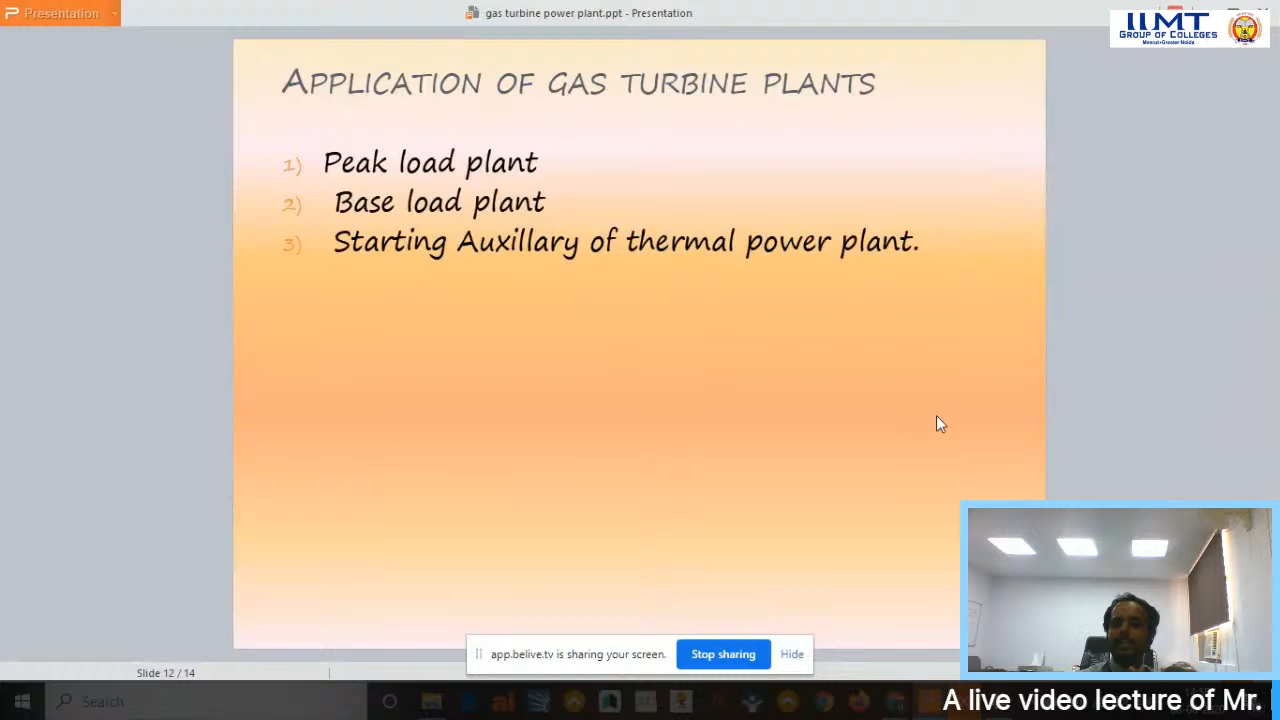 Presentation
gas turbine power plant.ppt - Presentation
IIMT
GROUP OF COLLEGES
Meerut•Greater Noida
APPLICATION OF GAS TURBINE PLANTS
1) Peak load plant
2) Base load plant
3) Starting Auxillary of thermal power plant.
app.belive.tv is sharing your screen. Stop sharing Hide
Slide 12 / 14
Search
A live video lecture of Mr.